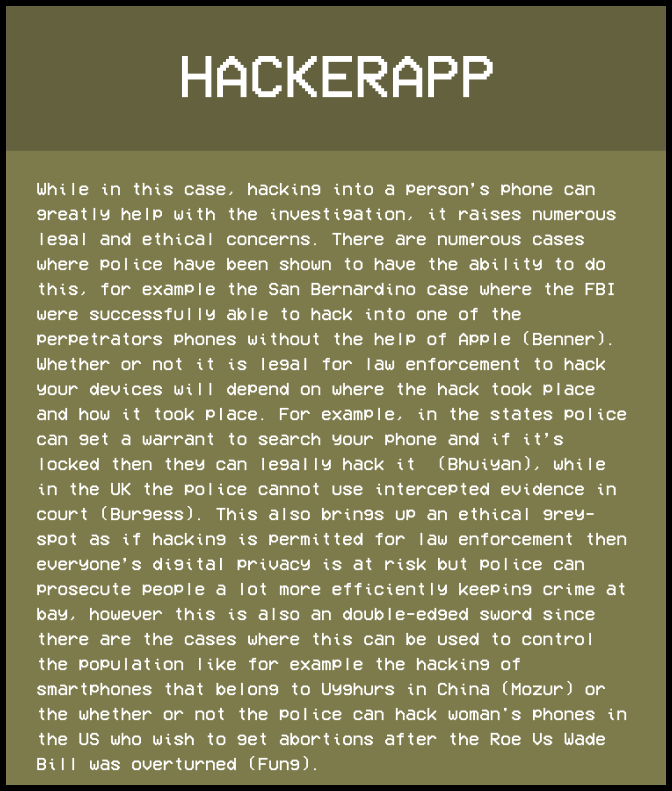 HACKERAPP
While in this case, hacking into a person's phone can
greatly help with the investigation, it raises numerous
legal and ethical concerns. There are numerous cases
where police have been shown to have the ability to do
this, for example the San Bernardino case where the FBI
were successfully able to hack into one of the
perpetrators phones without the help of Apple (Benner).
Whether or not it is legal for law enforcement to hack
your devices will depend on where the hack took place
and how it took place. For example, in the states police
can get a warrant to search your phone and if it's
locked then they can legally hack it  (Bhuiyan), while
in the UK the police cannot use intercepted evidence in
court (Burgess). This also brings up an ethical grey-
spot as if hacking is permitted for law enforcement then
everyone's digital privacy is at risk but police can
prosecute people a lot more efficiently keeping crime at
bay, however this is also an double-edged sword since
there are the cases where this can be used to control
the population like for example the hacking of
smartphones that belong to Uyghurs in China (Mozur) or
the whether or not the police can hack woman's phones in
the US who wish to get abortions after the Roe Vs Wade
Bill was overturned (Fung).